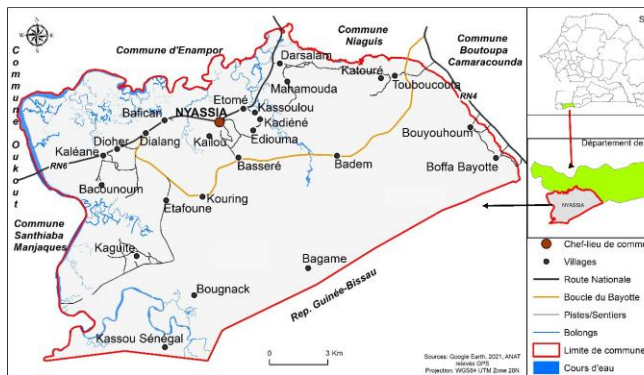 Commune d'Enampor
Commune
Niaguis
Commune
Boutoupa
Camaracounda
Commune Oukout
Darsalam
Katouré
Mahamouda
Touboucouta
RN4
Etomé
NYASSIA
Kassoulou
Bafican
Kadiéné
Dioher
Dialang
Kaïlou
Ediouma
Bouyouhoum
Kaléane
RN6
Basseré
Badem
Boffa Bayotte
Bacounoum
Etafoune
Kouring
Commune
Santhiaba
Manjaques
Kaguite
Bagame
Rep. Guinée-Bissau
Bougnack
Kassou Sénégal
0
3 Km
Sources: Google Earth, 2021, ANAT
relevés GPS
Projection: WGS84 UTM Zone 28N
S
Département de
NYASSIA
Chef-lieu de commu
Villages
Route Nationale
Boucle du Bayotte
Pistes/Sentiers
Bolongs
Limite de commune
Cours d'eau